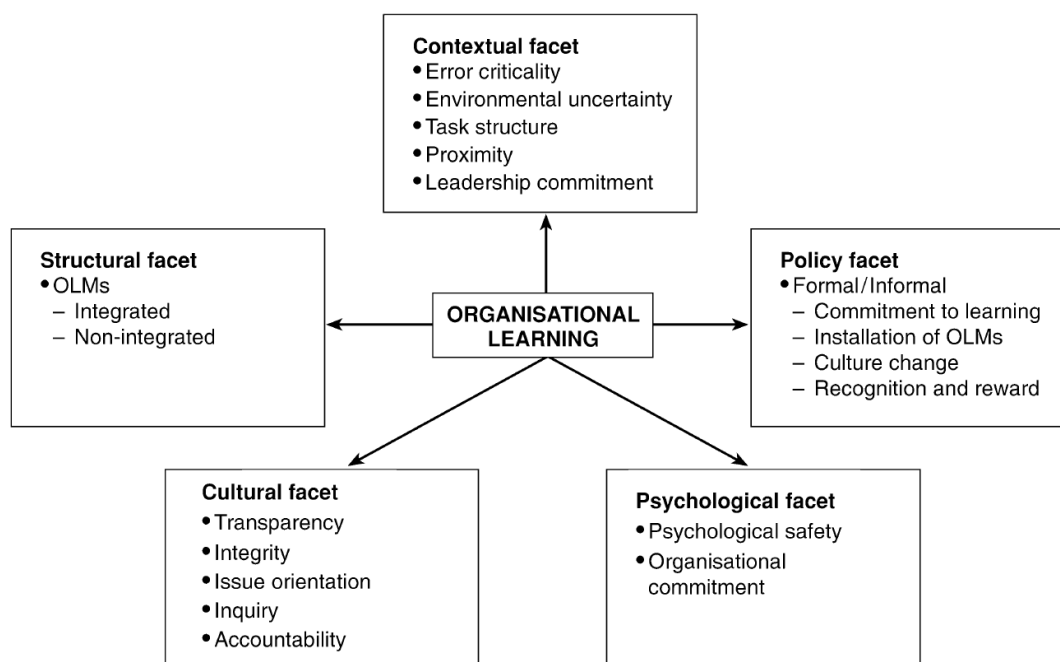 Contextual facet
• Error criticality
• Environmental uncertainty
• Task structure
• Proximity
• Leadership commitment
Structural facet
• OLMs
– Integrated
– Non-integrated
ORGANISATIONAL
LEARNING
Policy facet
• Formal/Informal
– Commitment to learning
– Installation of OLMs
– Culture change
– Recognition and reward
Cultural facet
• Transparency
• Integrity
• Issue orientation
• Inquiry
• Accountability
Psychological facet
• Psychological safety
• Organisational
commitment